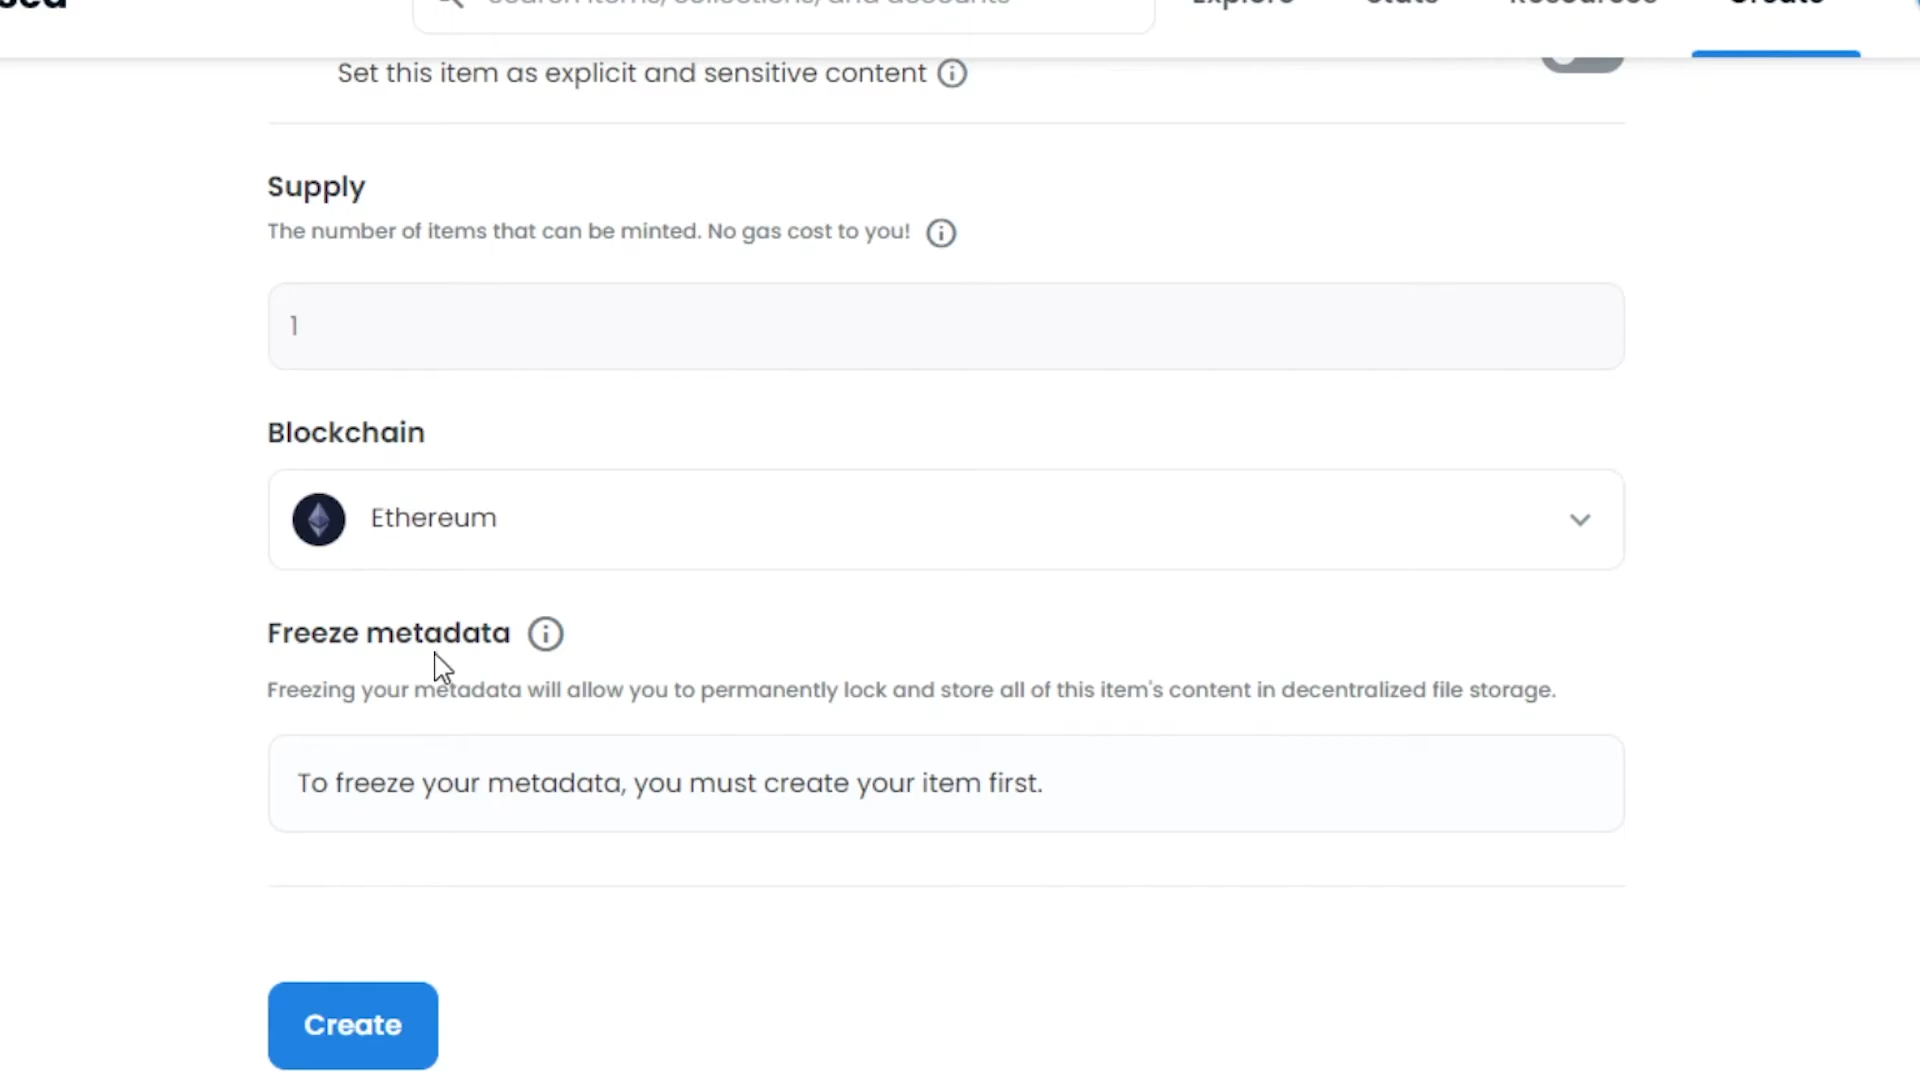 Set this item as explicit and sensitive content
Supply
The number of items that can be minted. No gas cost to you!
1
Blockchain
Ethereum
Freeze metadata
Freezing your metadata will allow you to permanently lock and store all of this item's content in decentralized file storage.
To freeze your metadata, you must create your item first.
Create